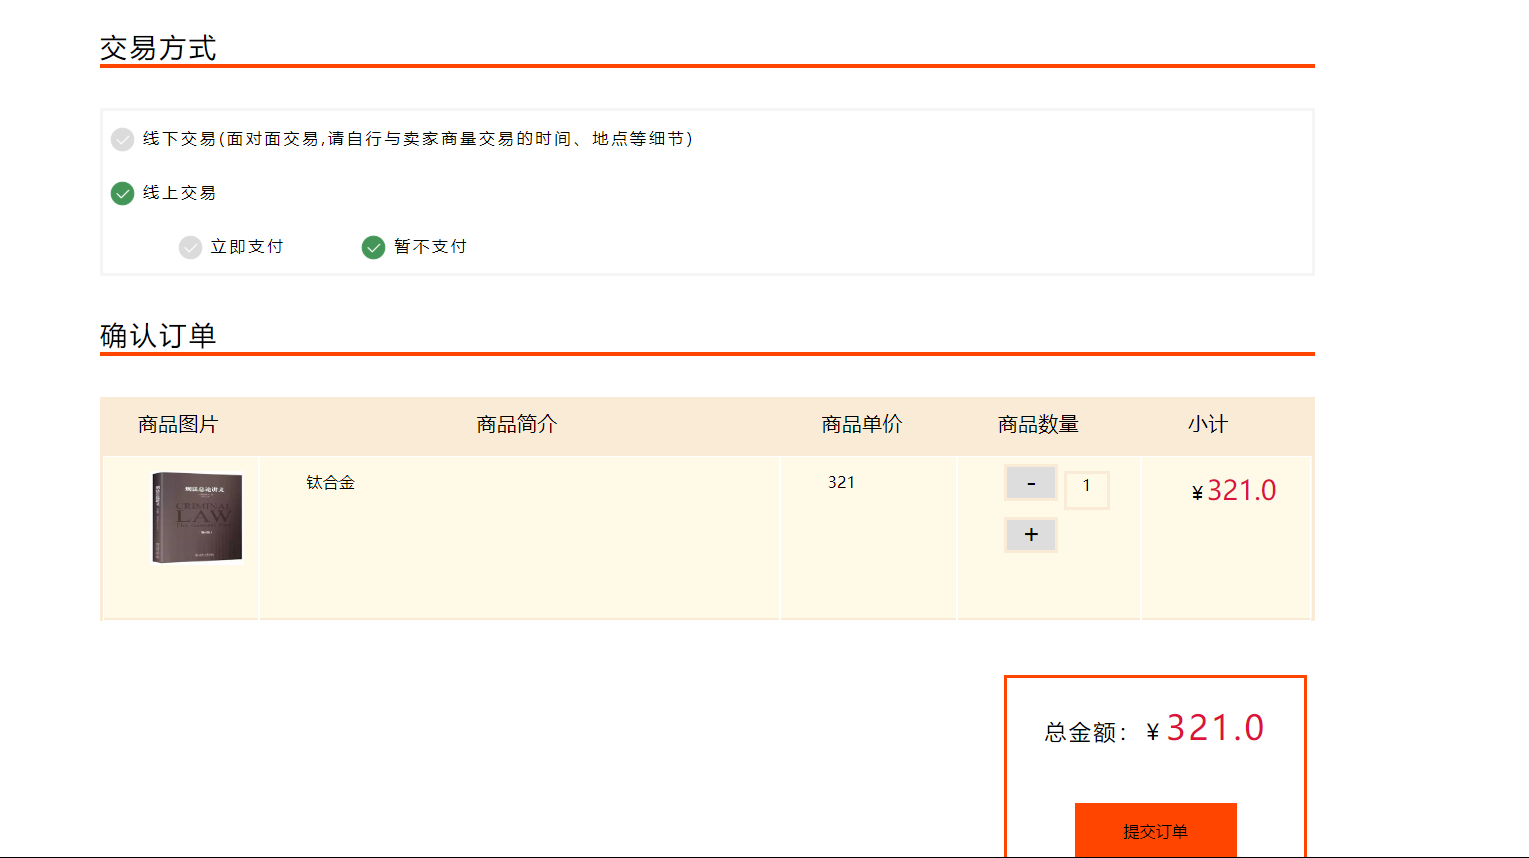 交易方式
线下交易(面对面交易,请自行与卖家商量交易的时间、地点等细节)
线上交易
立即支付 暂不支付
确认订单
商品图片 商品简介 商品单价 商品数量 小计
刑法总论讲义
CRIMINAL
LAW
钛合金 321 - 1 ¥321.0
+
总金额：¥321.0
提交订单